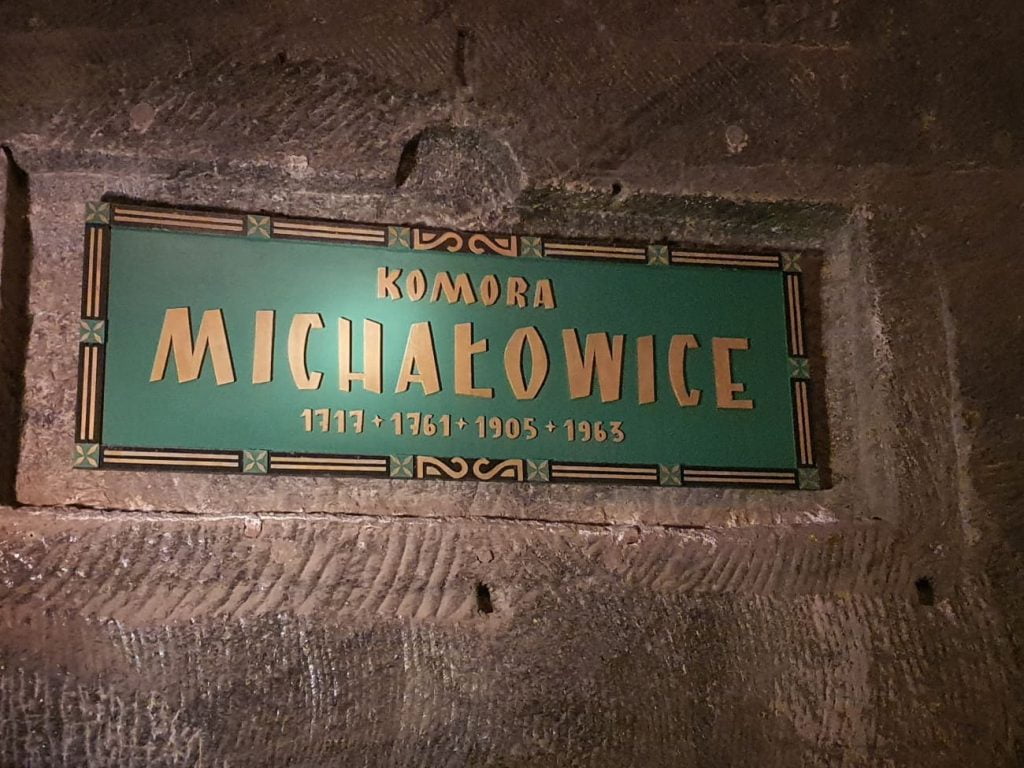 KOMORA
MICHAŁOWICE
1717 + 1761 + 1905 + 1963